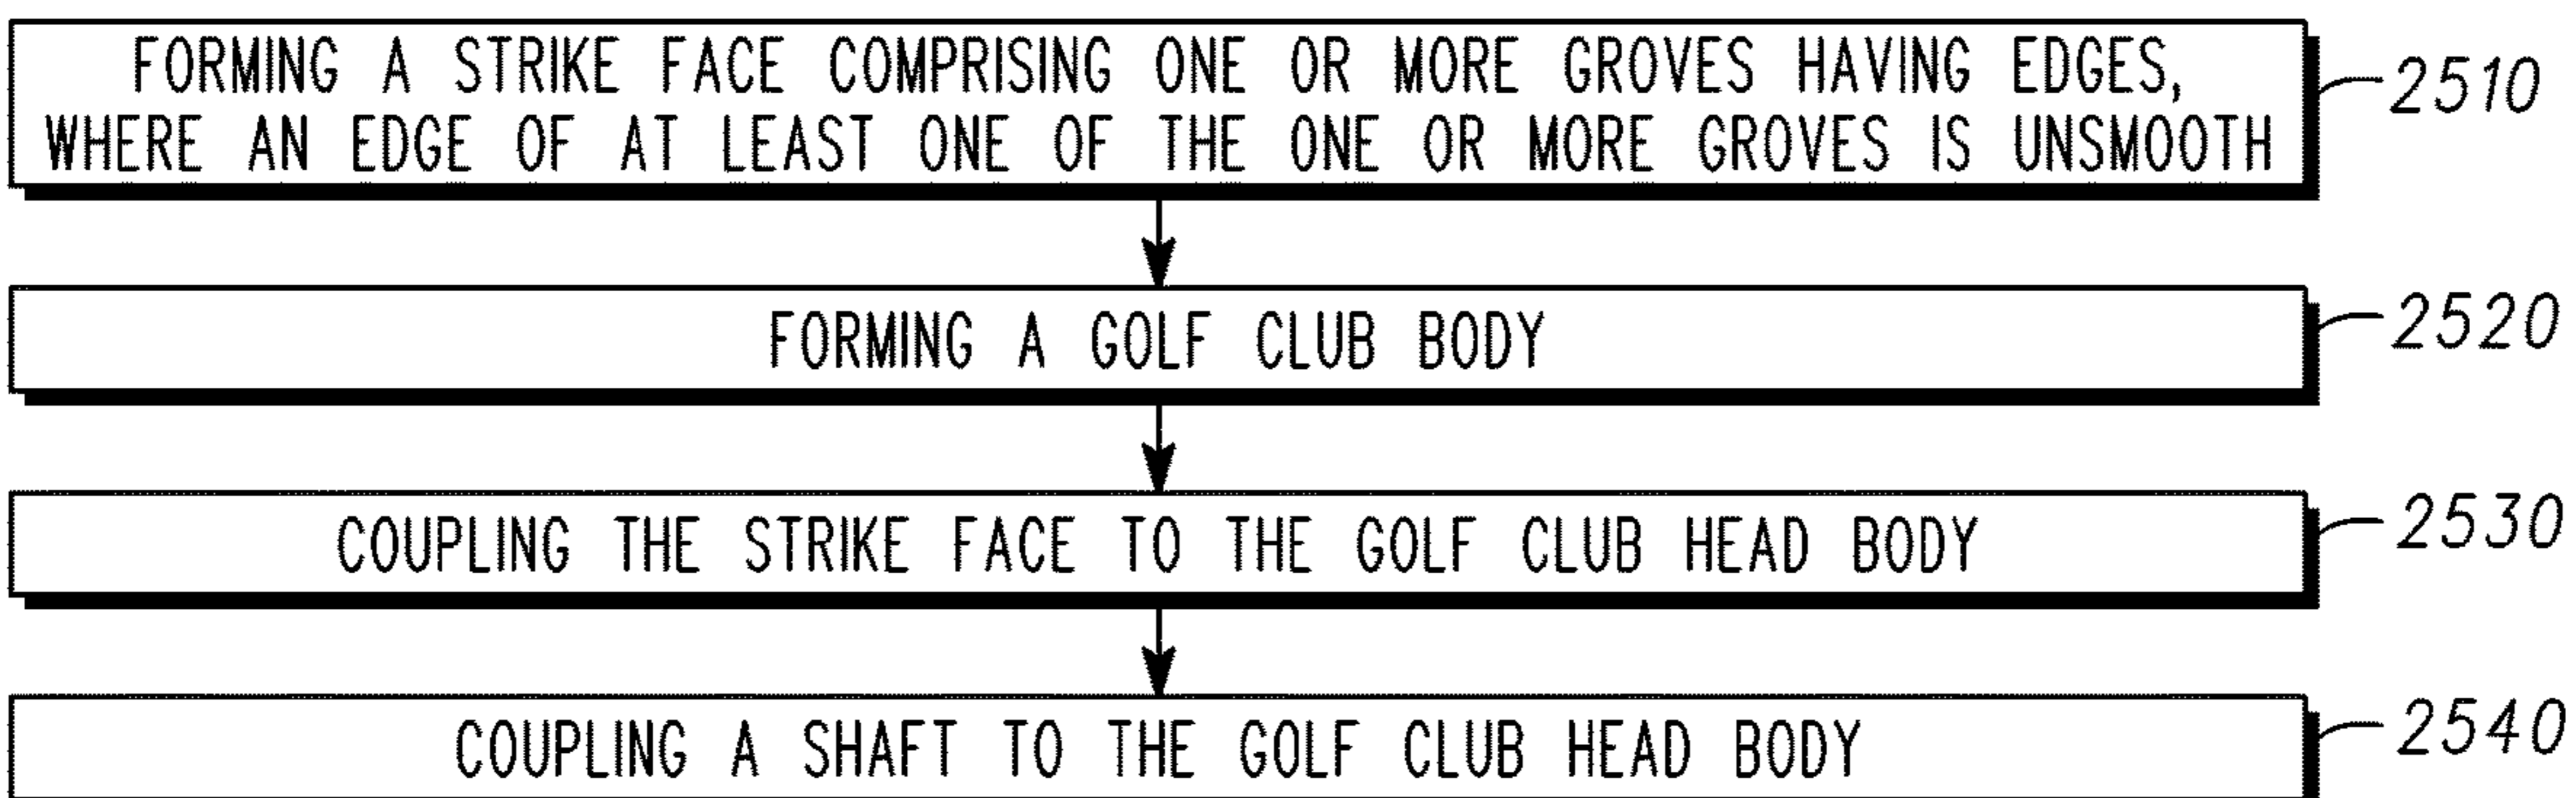 FORMING A STRIKE FACE COMPRISING ONE OR MORE GROVES HAVING EDGES,
WHERE AN EDGE OF AT LEAST ONE OF THE ONE OR MORE GROVES IS UNSMOOTH
2510
FORMING A GOLF CLUB BODY
2520
COUPLING THE STRIKE FACE TO THE GOLF CLUB HEAD BODY
2530
COUPLING A SHAFT TO THE GOLF CLUB HEAD BODY
2540